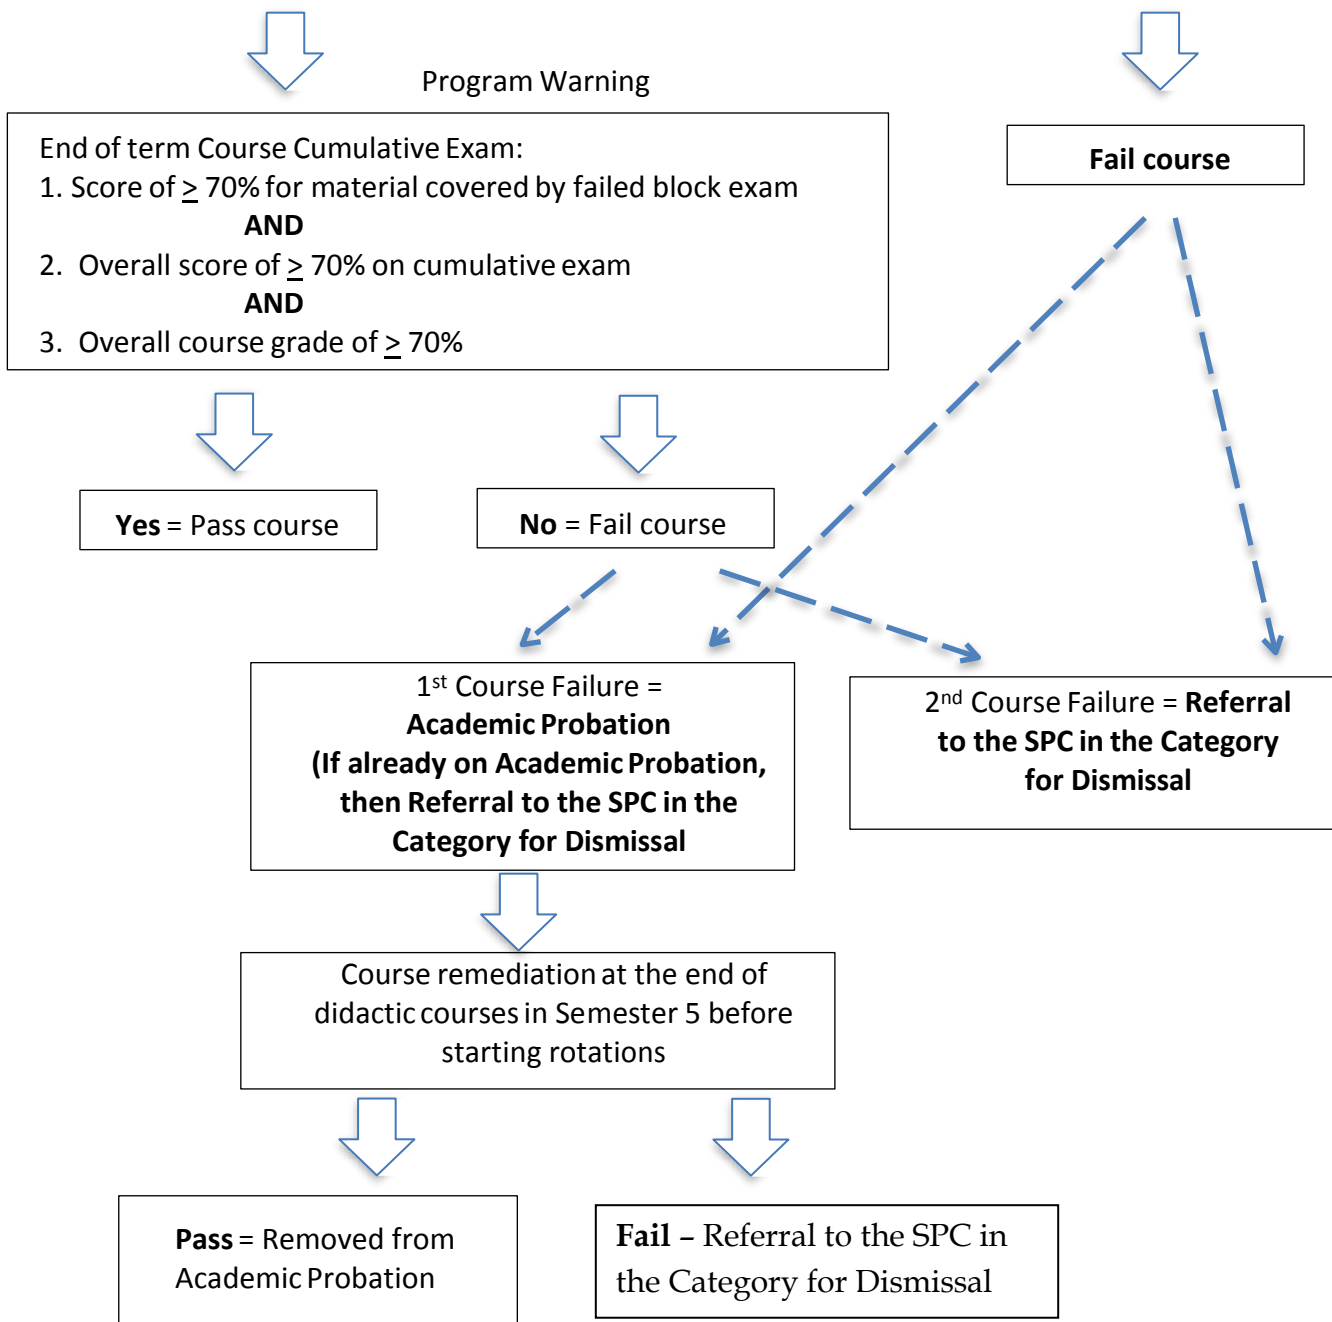 Program Warning
End of term Course Cumulative Exam:
1. Score of ≥ 70% for material covered by failed block exam
AND
2. Overall score of ≥ 70% on cumulative exam
AND
3. Overall course grade of ≥ 70%
Fail course
Yes = Pass course
No = Fail course
1st Course Failure =
Academic Probation
(If already on Academic Probation,
then Referral to the SPC in the
Category for Dismissal
2nd Course Failure = Referral
to the SPC in the Category
for Dismissal
Course remediation at the end of
didactic courses in Semester 5 before
starting rotations
Pass = Removed from
Academic Probation
Fail – Referral to the SPC in
the Category for Dismissal